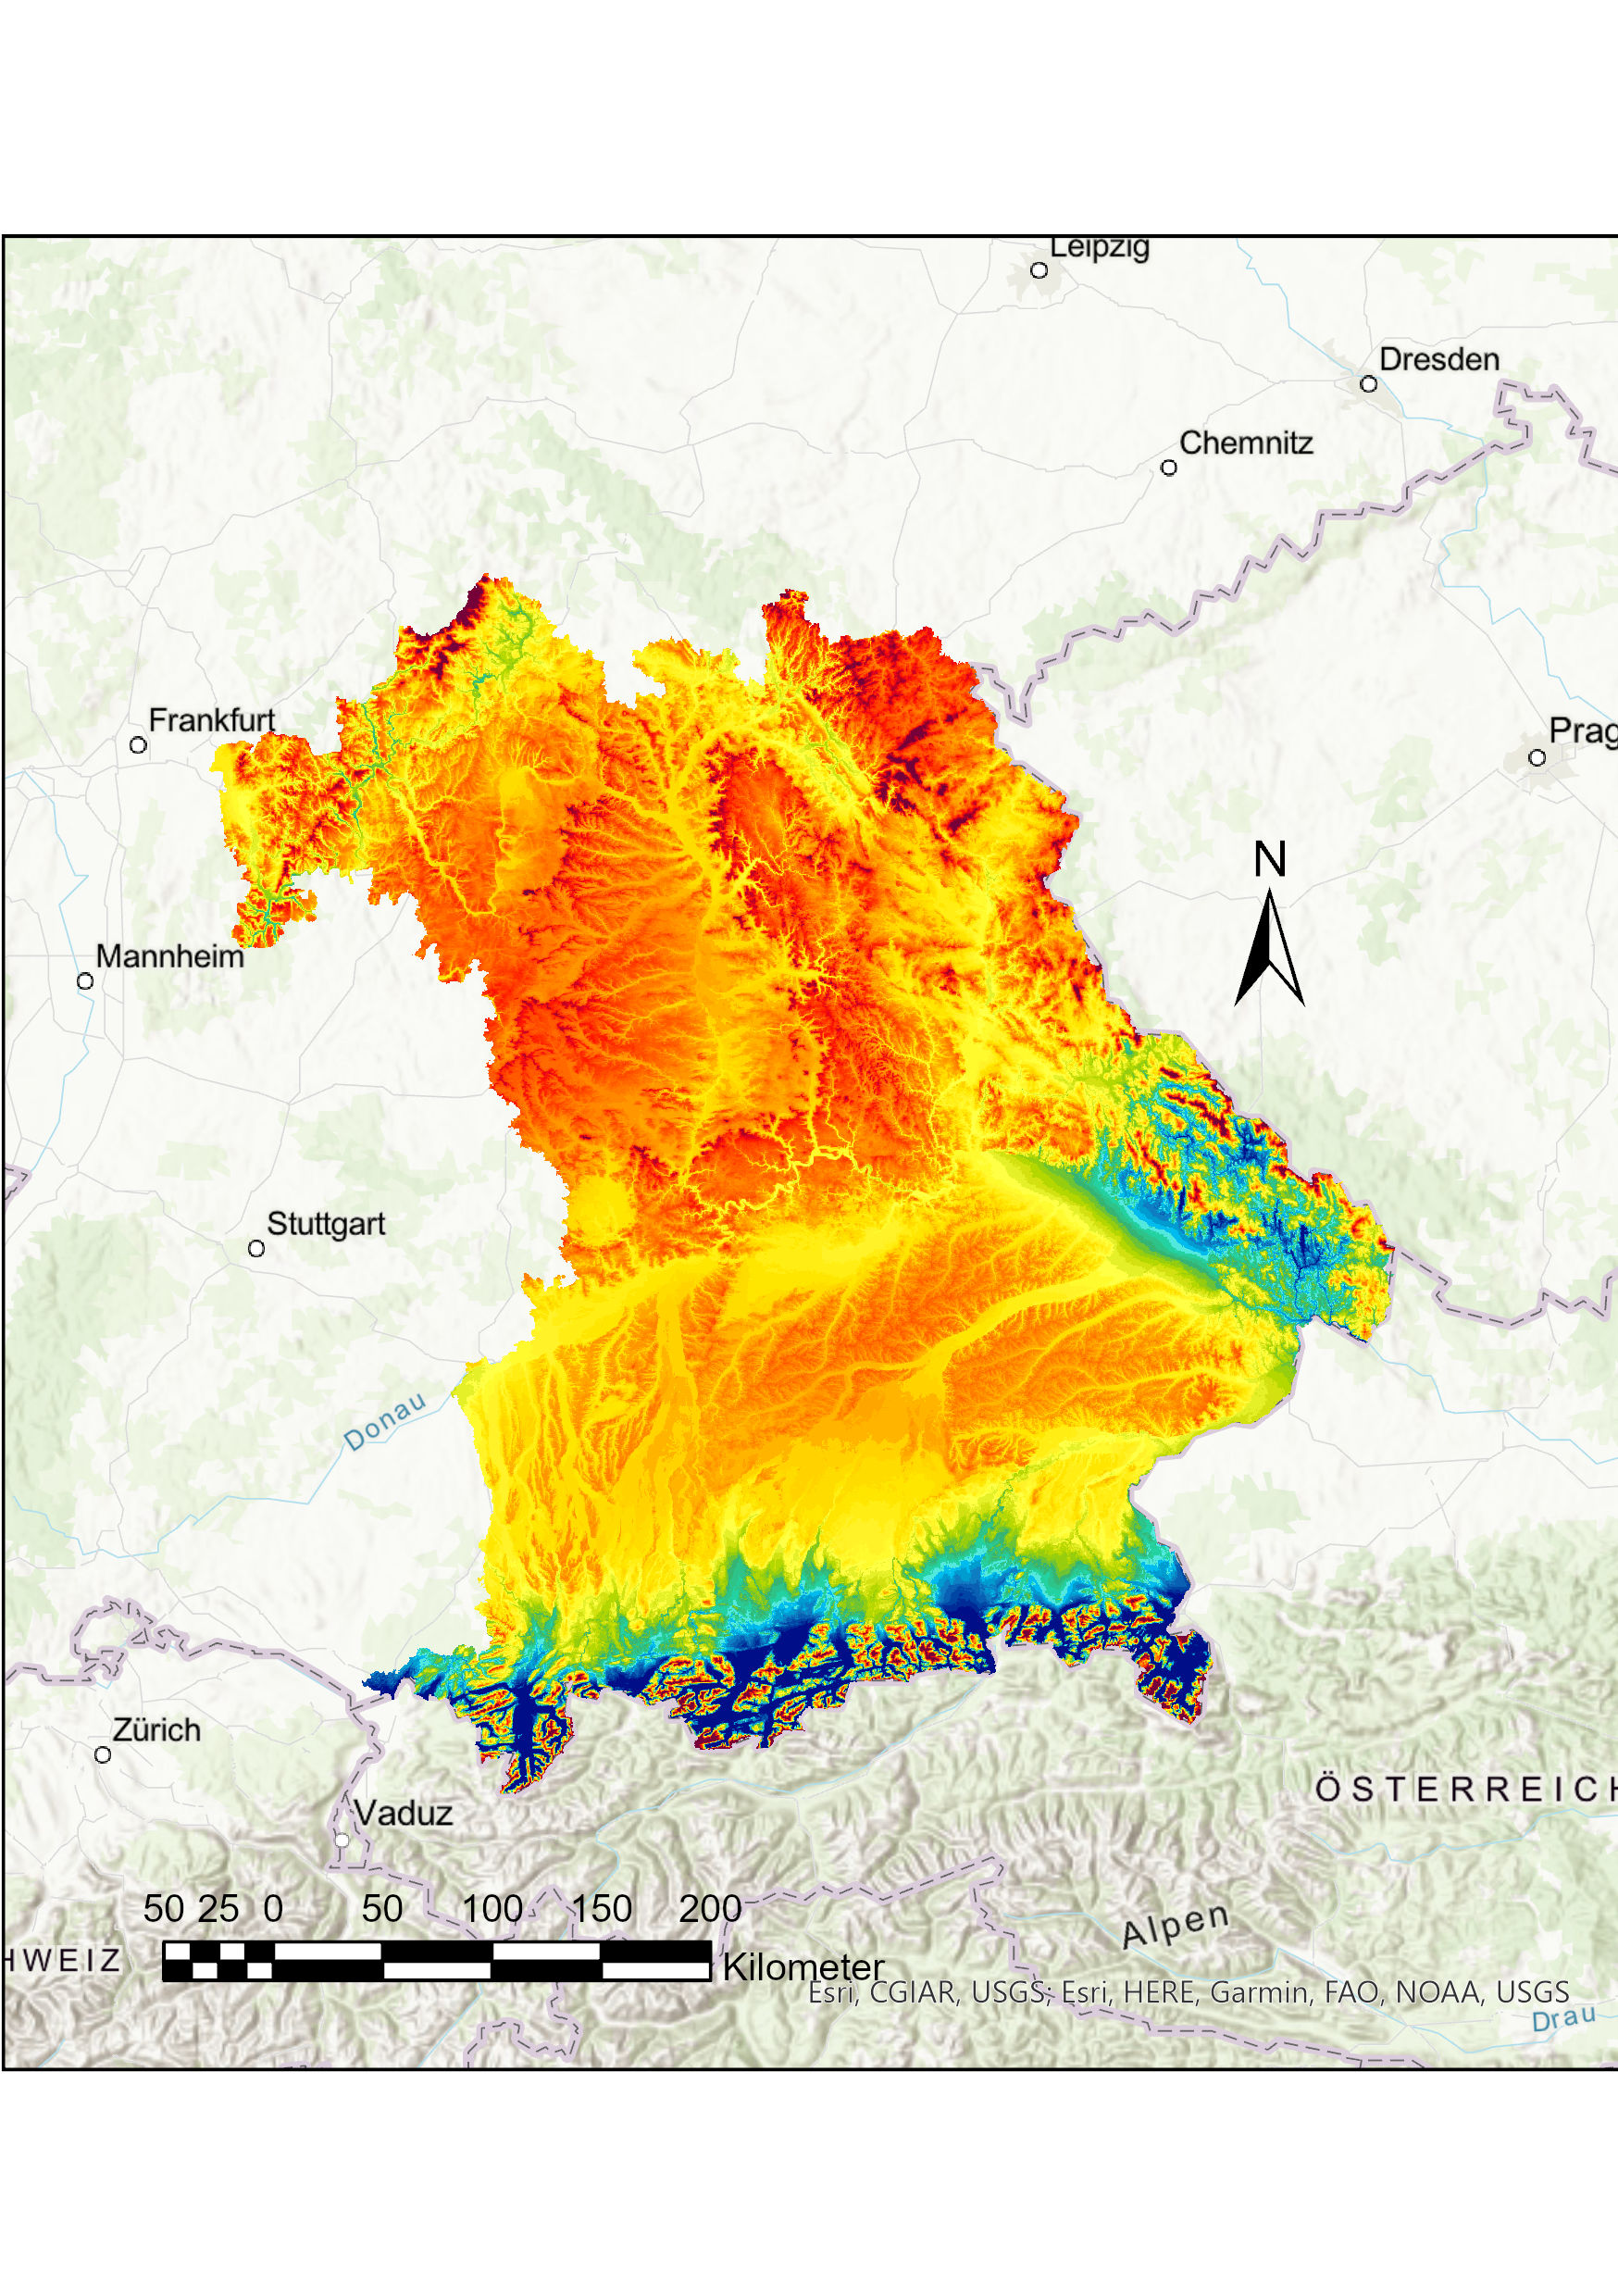 Leipzig
Dresden
Chemnitz
Frankfurt
Prag
N
Mannheim
Stuttgart
Donau
Zürich
ÖSTERREICH
Vaduz
50 25 0 50 100 150 200
Alpen
HWEIZ
Kilometer
Esri, CGIAR, USGS; Esri, HERE, Garmin, FAO, NOAA, USGS
Drau